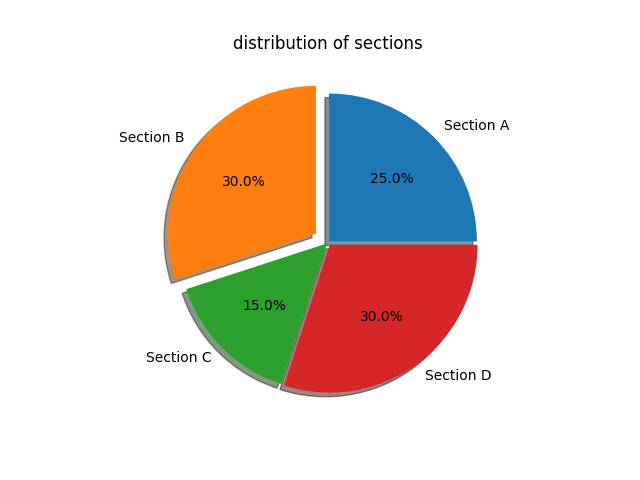 distribution of sections
Section A
Section B
25.0%
30.0%
15.0%
30.0%
Section C
Section D